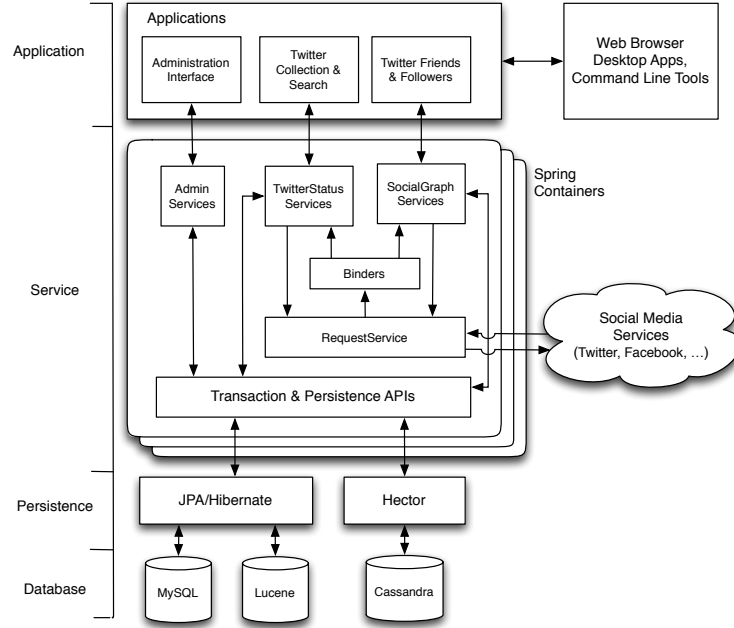 Application
Applications
Administration
Interface
Twitter
Collection &
Search
Twitter Friends
& Followers
Web Browser
Desktop Apps,
Command Line Tools
Service
Spring
Containers
Admin
Services
TwitterStatus
Services
SocialGraph
Services
Binders
RequestService
Social Media
Services
(Twitter, Facebook, ...)
Transaction & Persistence APIs
Persistence
JPA/Hibernate
Hector
Database
MySQL
Lucene
Cassandra